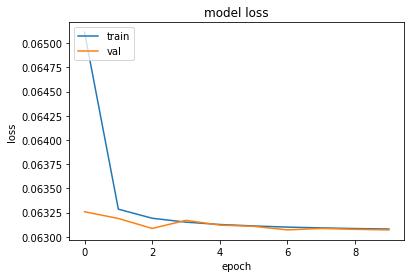 model loss
train
val
0.06500
0.06475
0.06450
0.06425
0.06400
0.06375
0.06350
0.06325
0.06300
loss
0 2 4 6 8
epoch